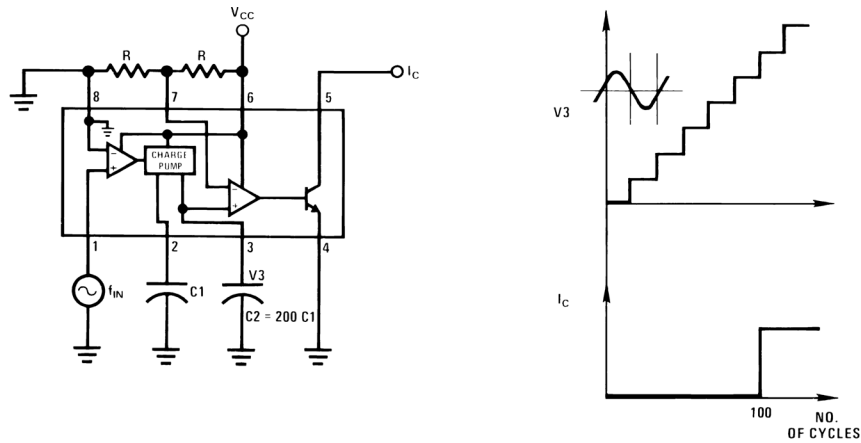 VCC
R R
IC
8 7 6 5
CHARGE
PUMP
− −
+ +
1 2 3 4
fIN
C1
V3
C2 = 200 C1
V3
IC
100
NO.
OF CYCLES